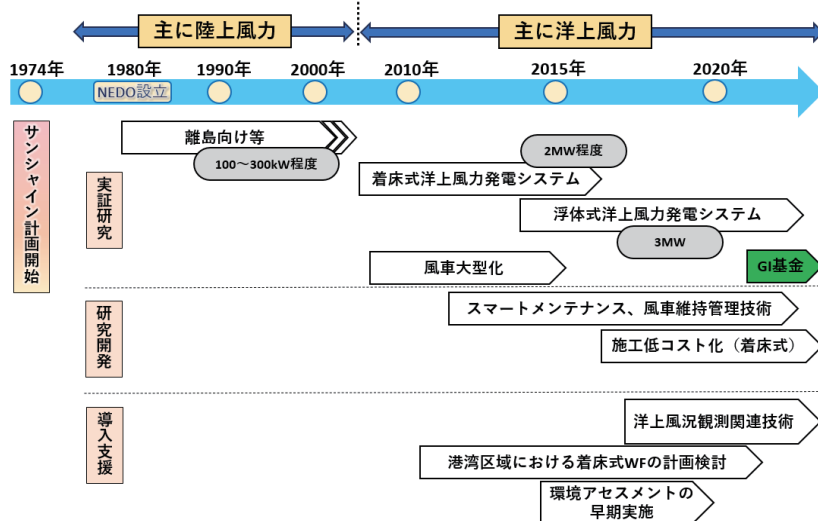 主に陸上風力
主に洋上風力
1974年
1980年
1990年
2000年
2010年
2015年
2020年
NEDO設立
サンシャイン計画開始
実証研究
離島向け等
100～300kW程度
2MW程度
着床式洋上風力発電システム
浮体式洋上風力発電システム
3MW
風車大型化
GI基金
研究開発
スマートメンテナンス、風車維持管理技術
施工低コスト化（着床式）
導入支援
洋上風況観測関連技術
港湾区域における着床式WFの計画検討
環境アセスメントの
早期実施